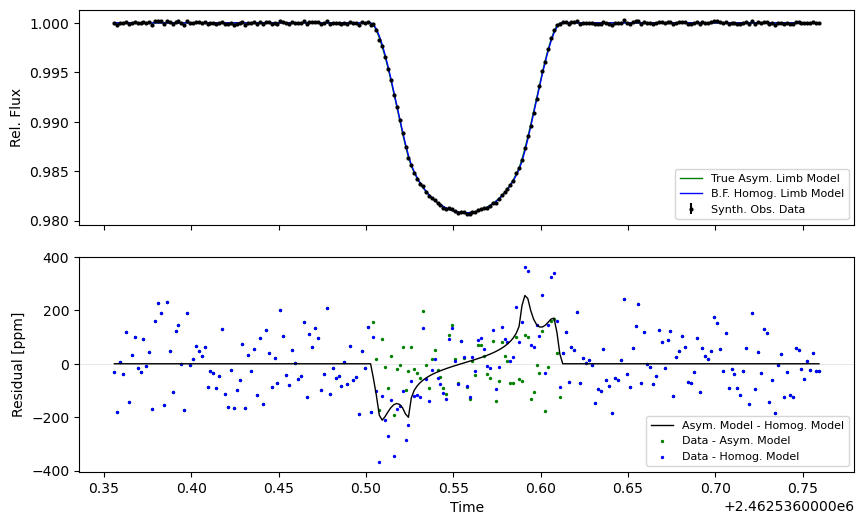 1.000
0.995
0.990
0.985
0.980
Rel. Flux
True Asym. Limb Model
B.F. Homog. Limb Model
Synth. Obs. Data
400
200
0
−200
−400
Residual [ppm]
Asym. Model - Homog. Model
Data - Asym. Model
Data - Homog. Model
0.35 0.40 0.45 0.50 0.55 0.60 0.65 0.70 0.75
Time
+2.4625360000e6